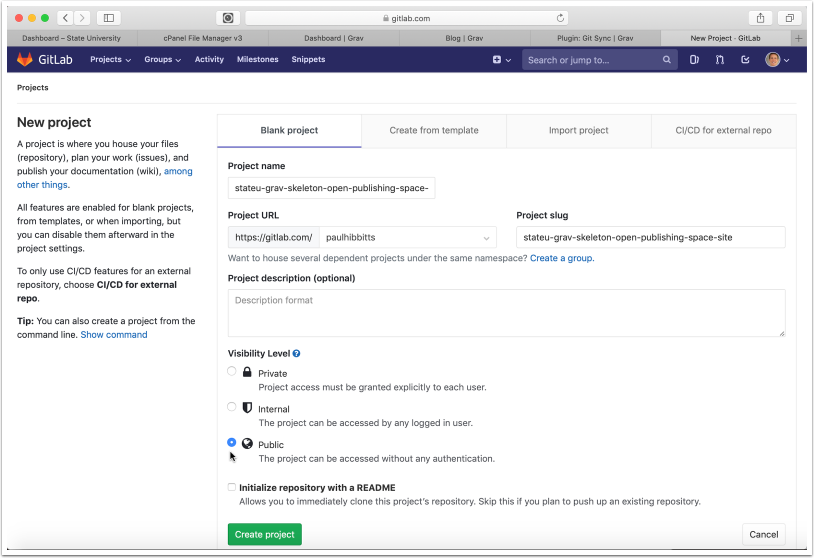 gitlab.com
Dashboard – State University
cPanel File Manager v3
Dashboard | Grav
Blog | Grav
Plugin: Git Sync | Grav
New Project · GitLab
GitLab
Projects
Groups
Activity
Milestones
Snippets
Search or jump to...
Projects
New project
A project is where you house your files
(repository), plan your work (issues), and
publish your documentation (wiki), among
other things.
All features are enabled for blank projects,
from templates, or when importing, but
you can disable them afterward in the
project settings.
To only use CI/CD features for an external
repository, choose CI/CD for external
repo.
Tip: You can also create a project from the
command line. Show command
Blank project
Create from template
Import project
CI/CD for external repo
Project name
stateu-grav-skeleton-open-publishing-space-
Project URL
https://gitlab.com/
paulhibbitts
Project slug
stateu-grav-skeleton-open-publishing-space-site
Want to house several dependent projects under the same namespace? Create a group.
Project description (optional)
Description format
Visibility Level
Private
Project access must be granted explicitly to each user.
Internal
The project can be accessed by any logged in user.
Public
The project can be accessed without any authentication.
Initialize repository with a README
Allows you to immediately clone this project's repository. Skip this if you plan to push up an existing repository.
Create project
Cancel